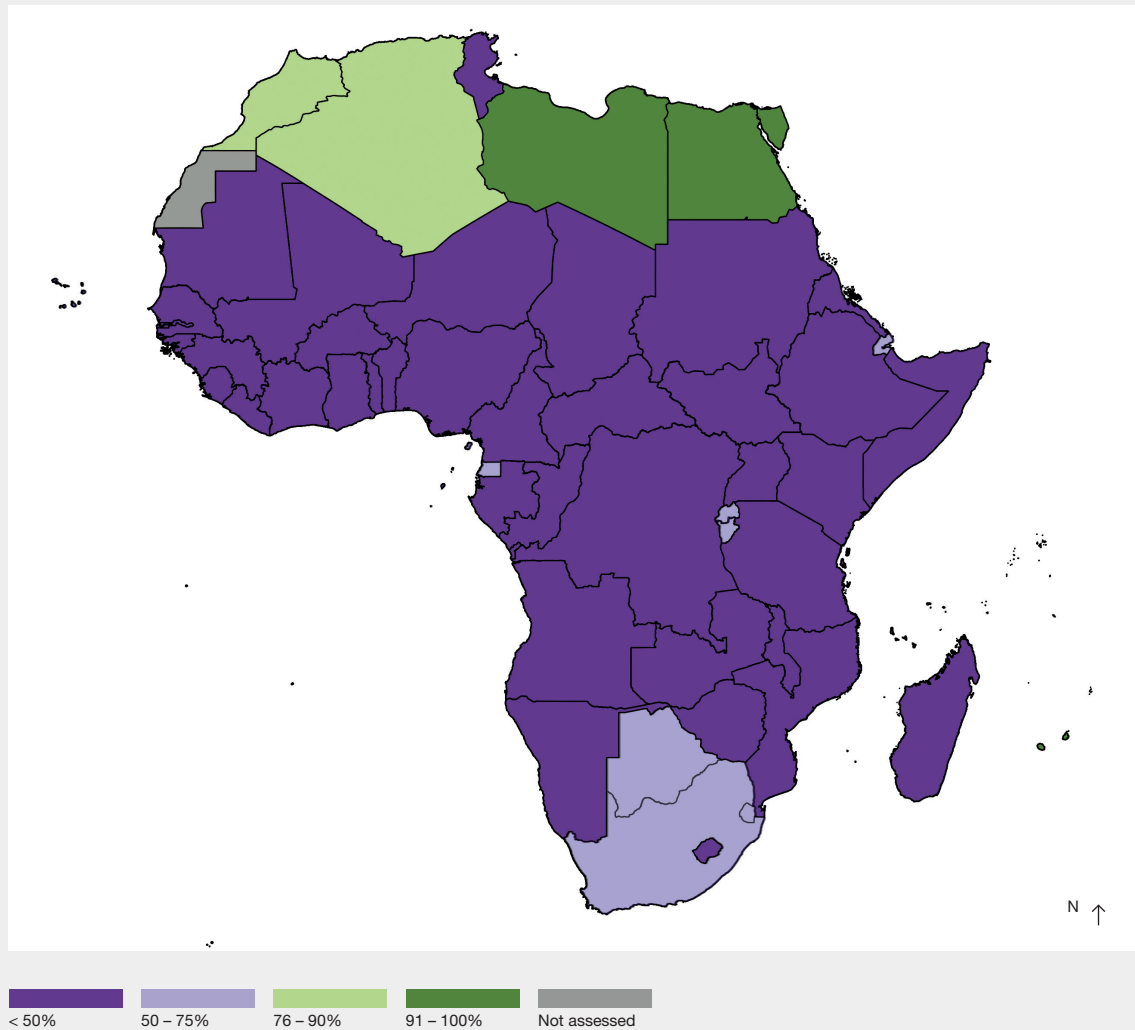 N ↑
< 50%
50 – 75%
76 – 90%
91 – 100%
Not assessed